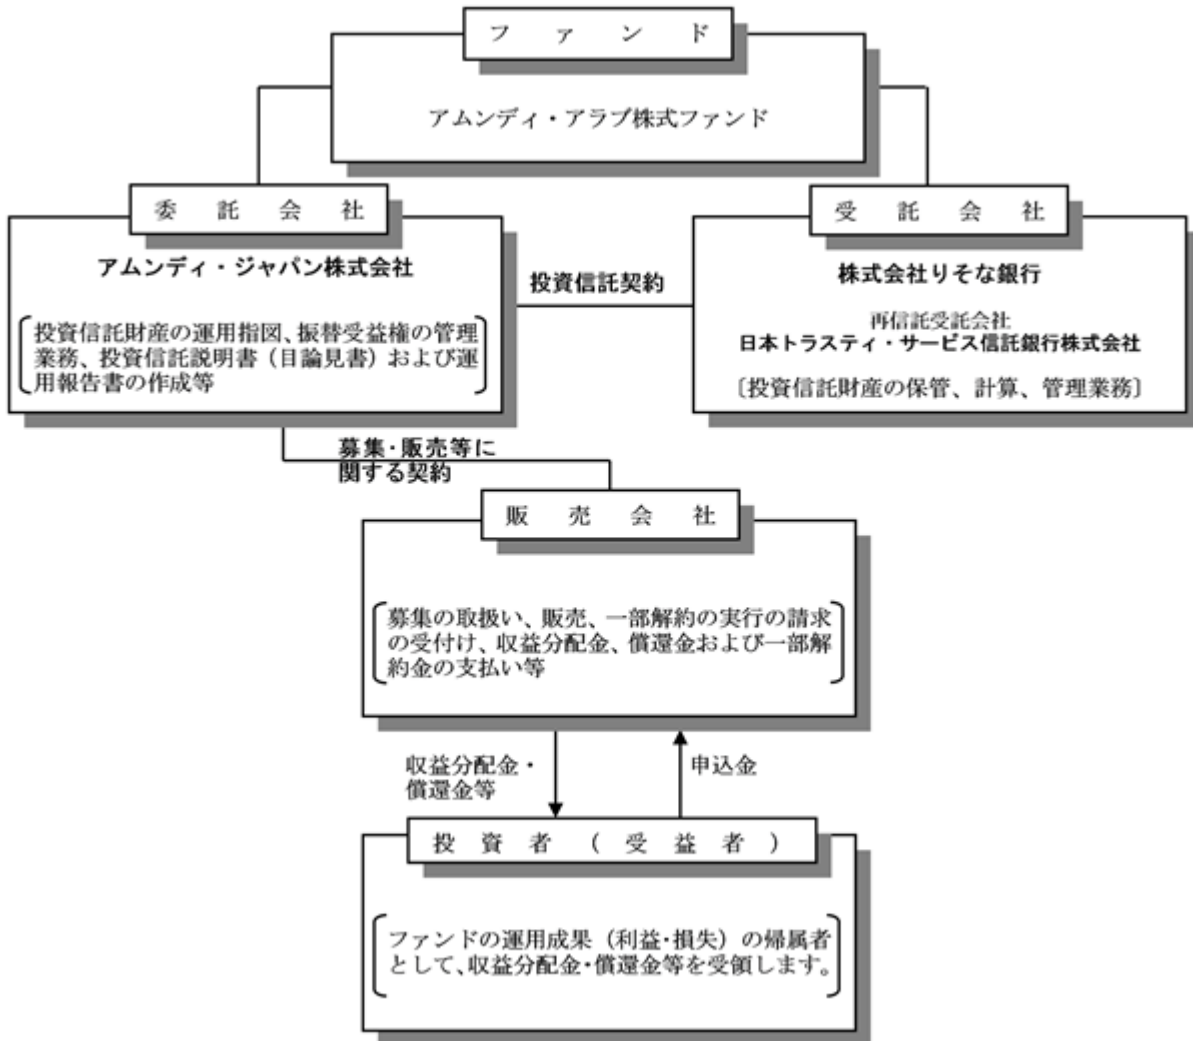 ファンド
アムンディ・アラブ株式ファンド
委託会社
アムンディ・ジャパン株式会社
投資信託財産の運用指図、振替受益権の管理
業務、投資信託説明書（目論見書）および運
用報告書の作成等
投資信託契約
受託会社
株式会社りそな銀行
再信託受託会社
日本トラスティ・サービス信託銀行株式会社
〔投資信託財産の保管、計算、管理業務〕
募集・販売等に
関する契約
販売会社
募集の取扱い、販売、一部解約の実行の請求
の受付け、収益分配金、償還金および一部解
約金の支払い等
収益分配金・
償還金等
申込金
投資者（受益者）
ファンドの運用成果（利益・損失）の帰属者
として、収益分配金・償還金等を受領します。